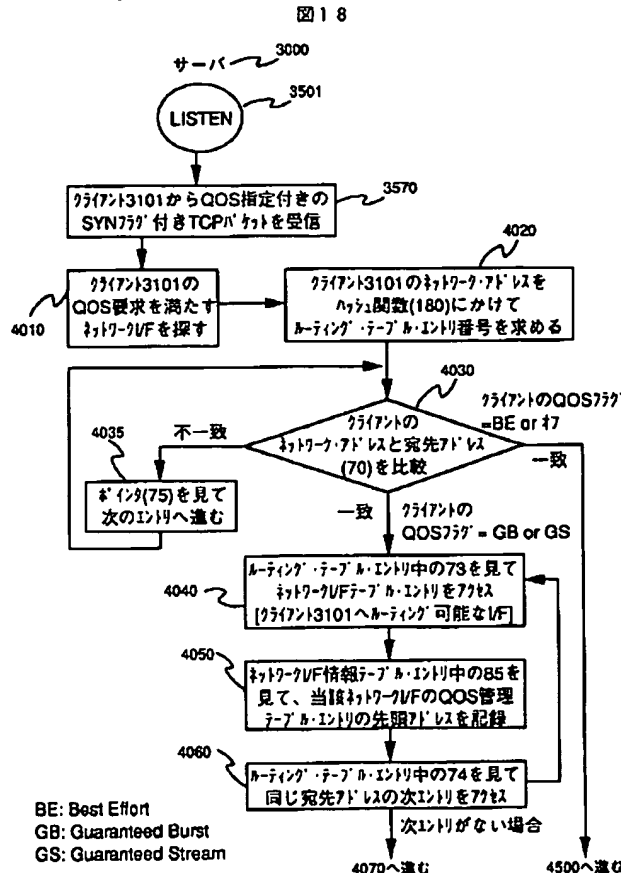 図18
サーバ 3000
3501
LISTEN
3570
クライアント3101からQOS指定付きの
SYNフラグ付きTCPパケットを受信
4010
クライアント3101の
QOS要求を満たす
ネットワークI/Fを探す
4020
クライアント3101のネットワーク・アドレスを
ハッシュ関数(180)にかけて
ルーティング・テーブル・エントリ番号を求める
4030
クライアントの
ネットワーク・アドレスと宛先アドレス
(70)を比較
クライアントのQOSフラグ
=BE or オフ
一致
不一致
4035
ポインタ(75)を見て
次のエントリへ進む
一致
クライアントの
QOSフラグ= GB or GS
4040
ルーティング・テーブル・エントリ中の73を見て
ネットワークI/Fテーブル・エントリをアクセス
[クライアント3101へルーティング可能なI/F]
4050
ネットワークI/F情報テーブル・エントリ中の85を
見て、当該ネットワークI/FのQOS管理
テーブル・エントリの先頭アドレスを記録
4060
ルーティング・テーブル・エントリ中の74を見て
同じ宛先アドレスの次エントリをアクセス
次エントリがない場合
BE: Best Effort
GB: Guaranteed Burst
GS: Guaranteed Stream
4070へ進む
4500へ進む